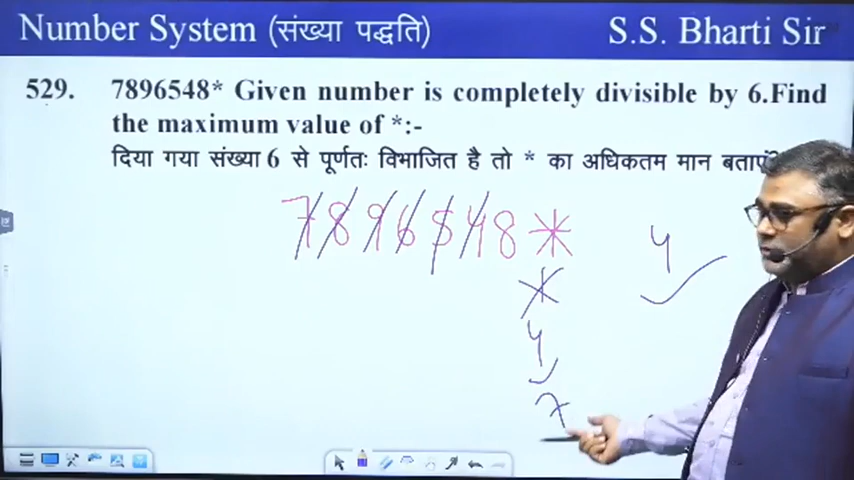 Number System (संख्या पद्धति) S.S. Bharti Sir
529. 7896548* Given number is completely divisible by 6.Find
the maximum value of *:-
दिया गया संख्या 6 से पूर्णतः विभाजित है तो * का अधिकतम मान बताएं
7896548*
4
*
4
7